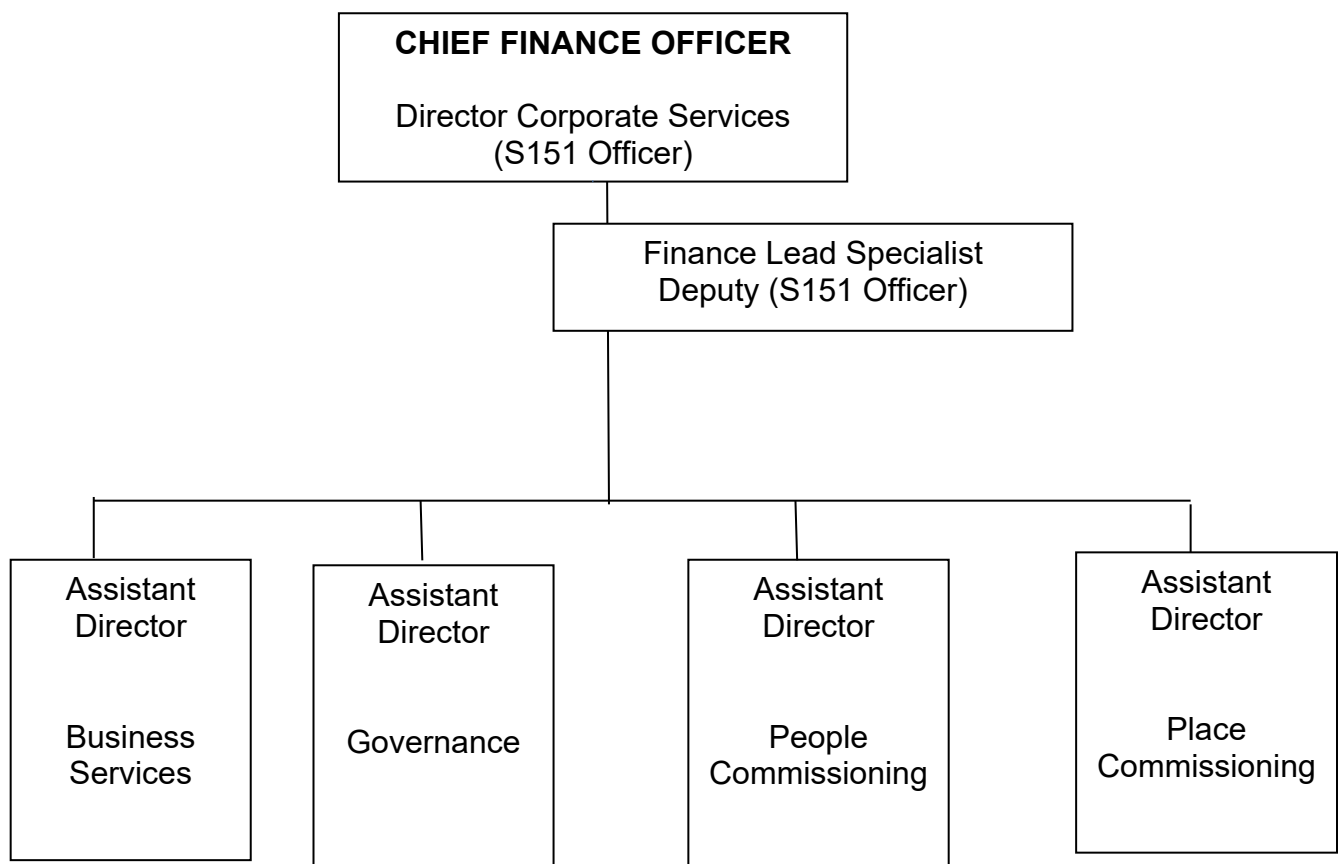 CHIEF FINANCE OFFICER
Director Corporate Services
(S151 Officer)
Finance Lead Specialist
Deputy (S151 Officer)
Assistant
Director
Business
Services
Assistant
Director
Governance
Assistant
Director
People
Commissioning
Assistant
Director
Place
Commissioning